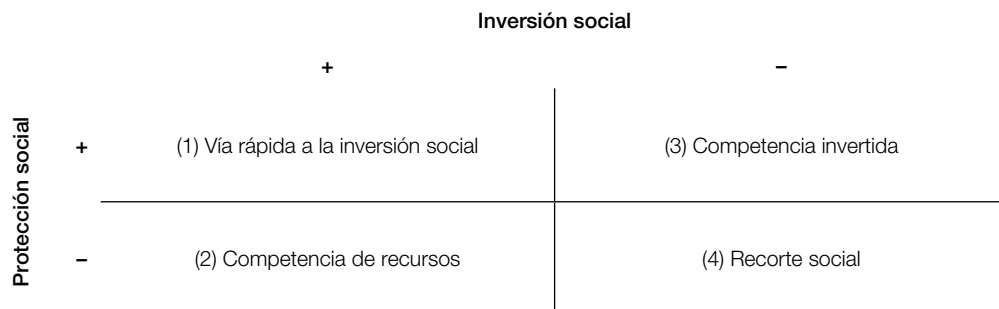 Inversión social
+ −
Protección social
+ (1) Vía rápida a la inversión social (3) Competencia invertida
− (2) Competencia de recursos (4) Recorte social